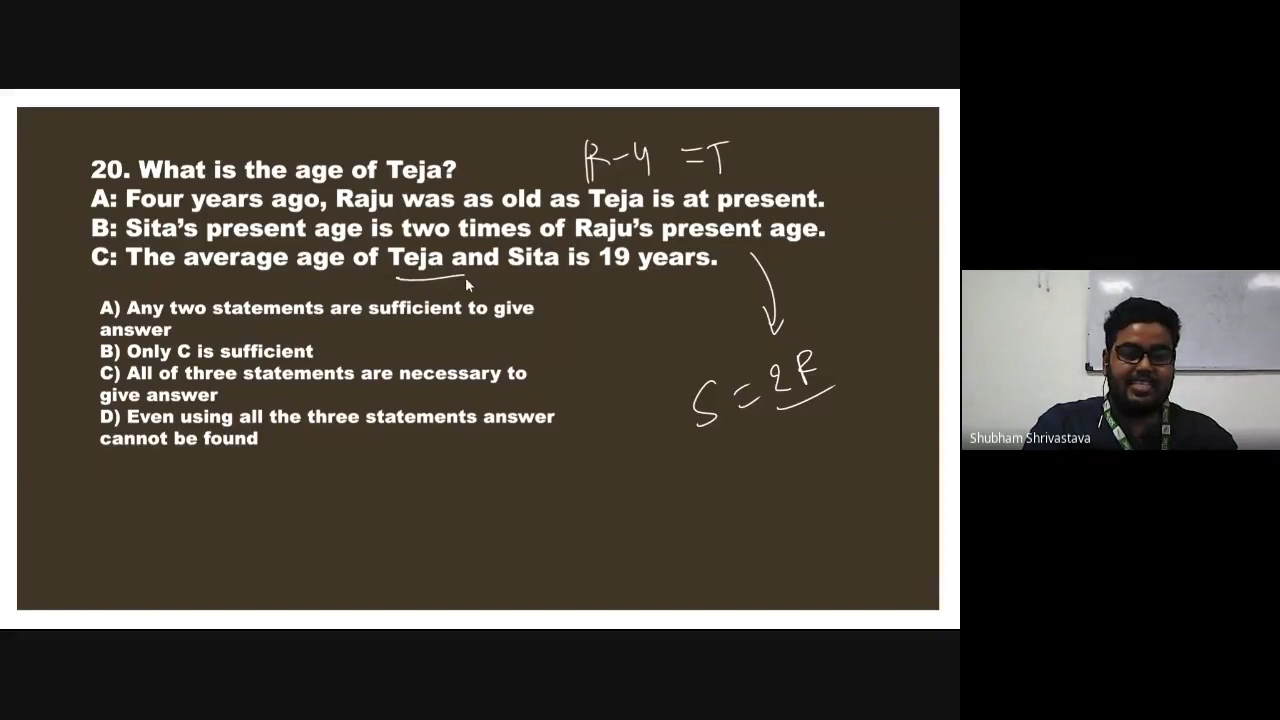 R-4 =T
20. What is the age of Teja?
A: Four years ago, Raju was as old as Teja is at present.
B: Sita’s present age is two times of Raju’s present age.
C: The average age of Teja and Sita is 19 years.
A) Any two statements are sufficient to give
answer
B) Only C is sufficient
C) All of three statements are necessary to
give answer
D) Even using all the three statements answer
cannot be found
S = 2R
Shubham Shrivastava